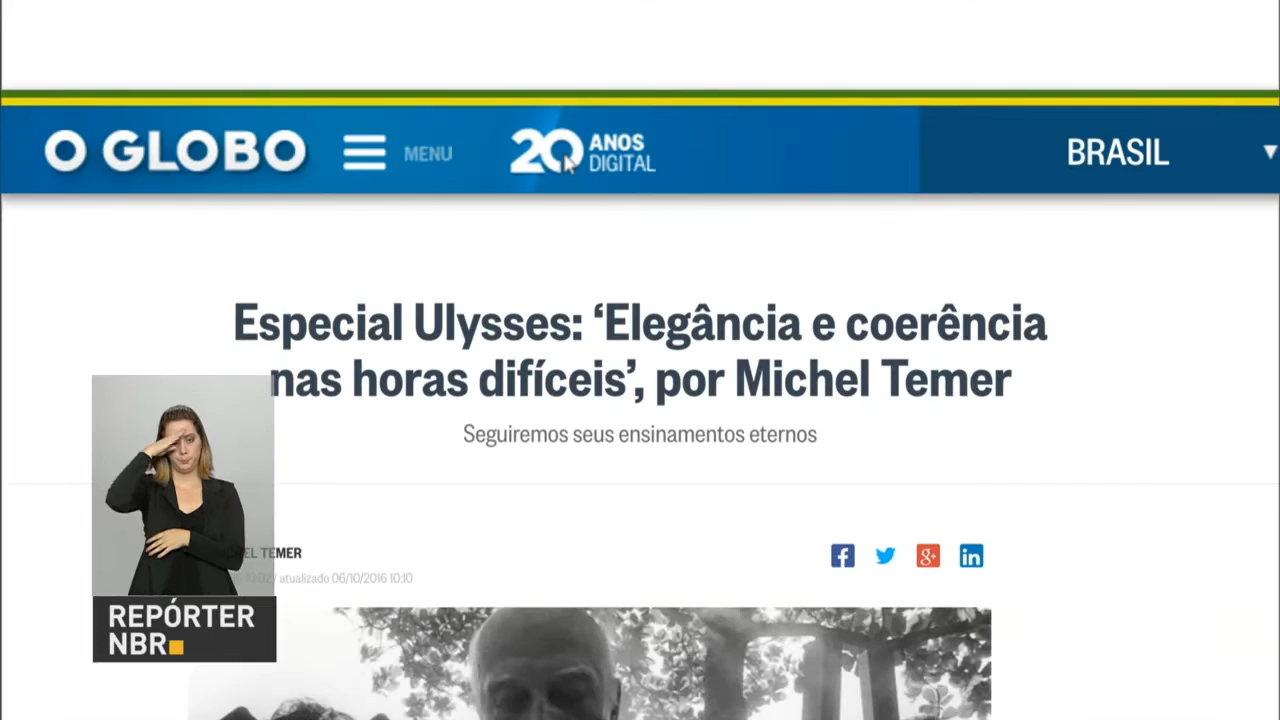 O GLOBO MENU 20 ANOS DIGITAL BRASIL
Especial Ulysses: ‘Elegância e coerência
nas horas difíceis’, por Michel Temer
Seguiremos seus ensinamentos eternos
TEMER
atualizado 06/10/2016 10:10
REPÓRTER
NBR